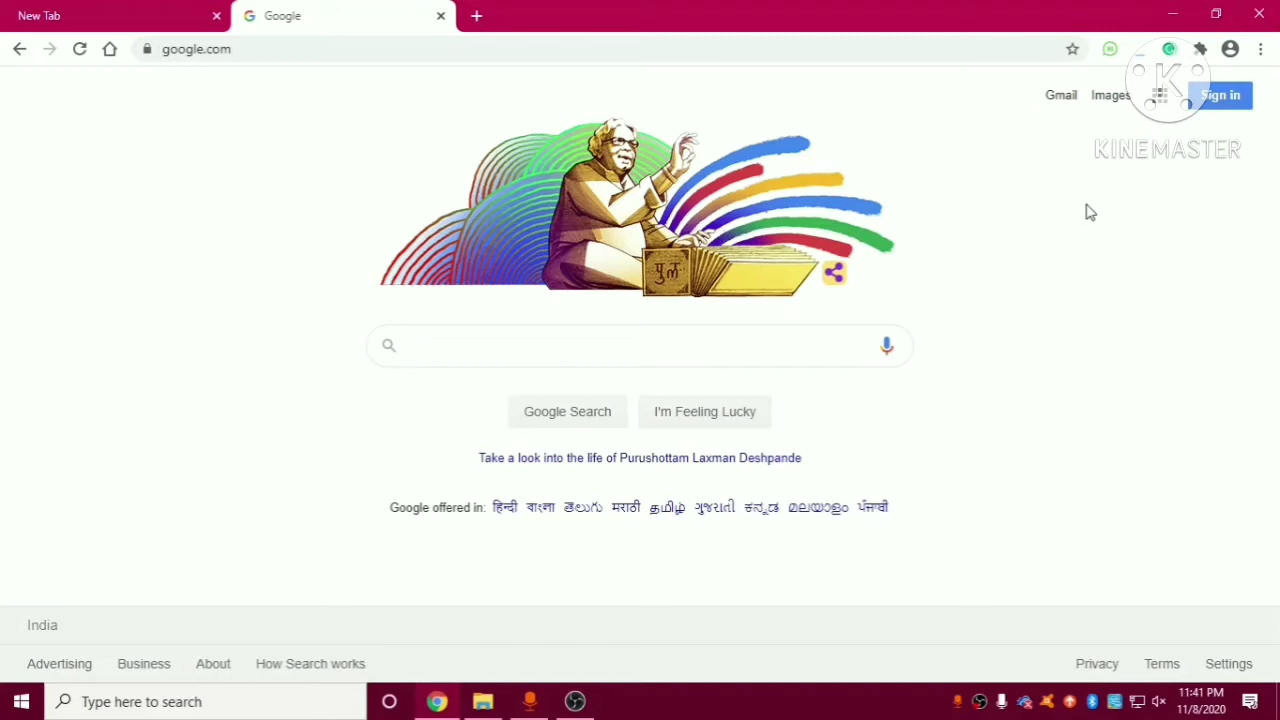 New Tab
Google
google.com
Gmail Images Sign in
KINEMASTER
पु ल
Google Search I'm Feeling Lucky
Take a look into the life of Purushottam Laxman Deshpande
Google offered in: हिन्दी বাংলা తెలుగు मराठी தமிழ் ગુજરાતી ಕನ್ನಡ മലയാളം ਪੰਜਾਬੀ
India
Advertising Business About How Search works Privacy Terms Settings
Type here to search
11:41 PM
11/8/2020